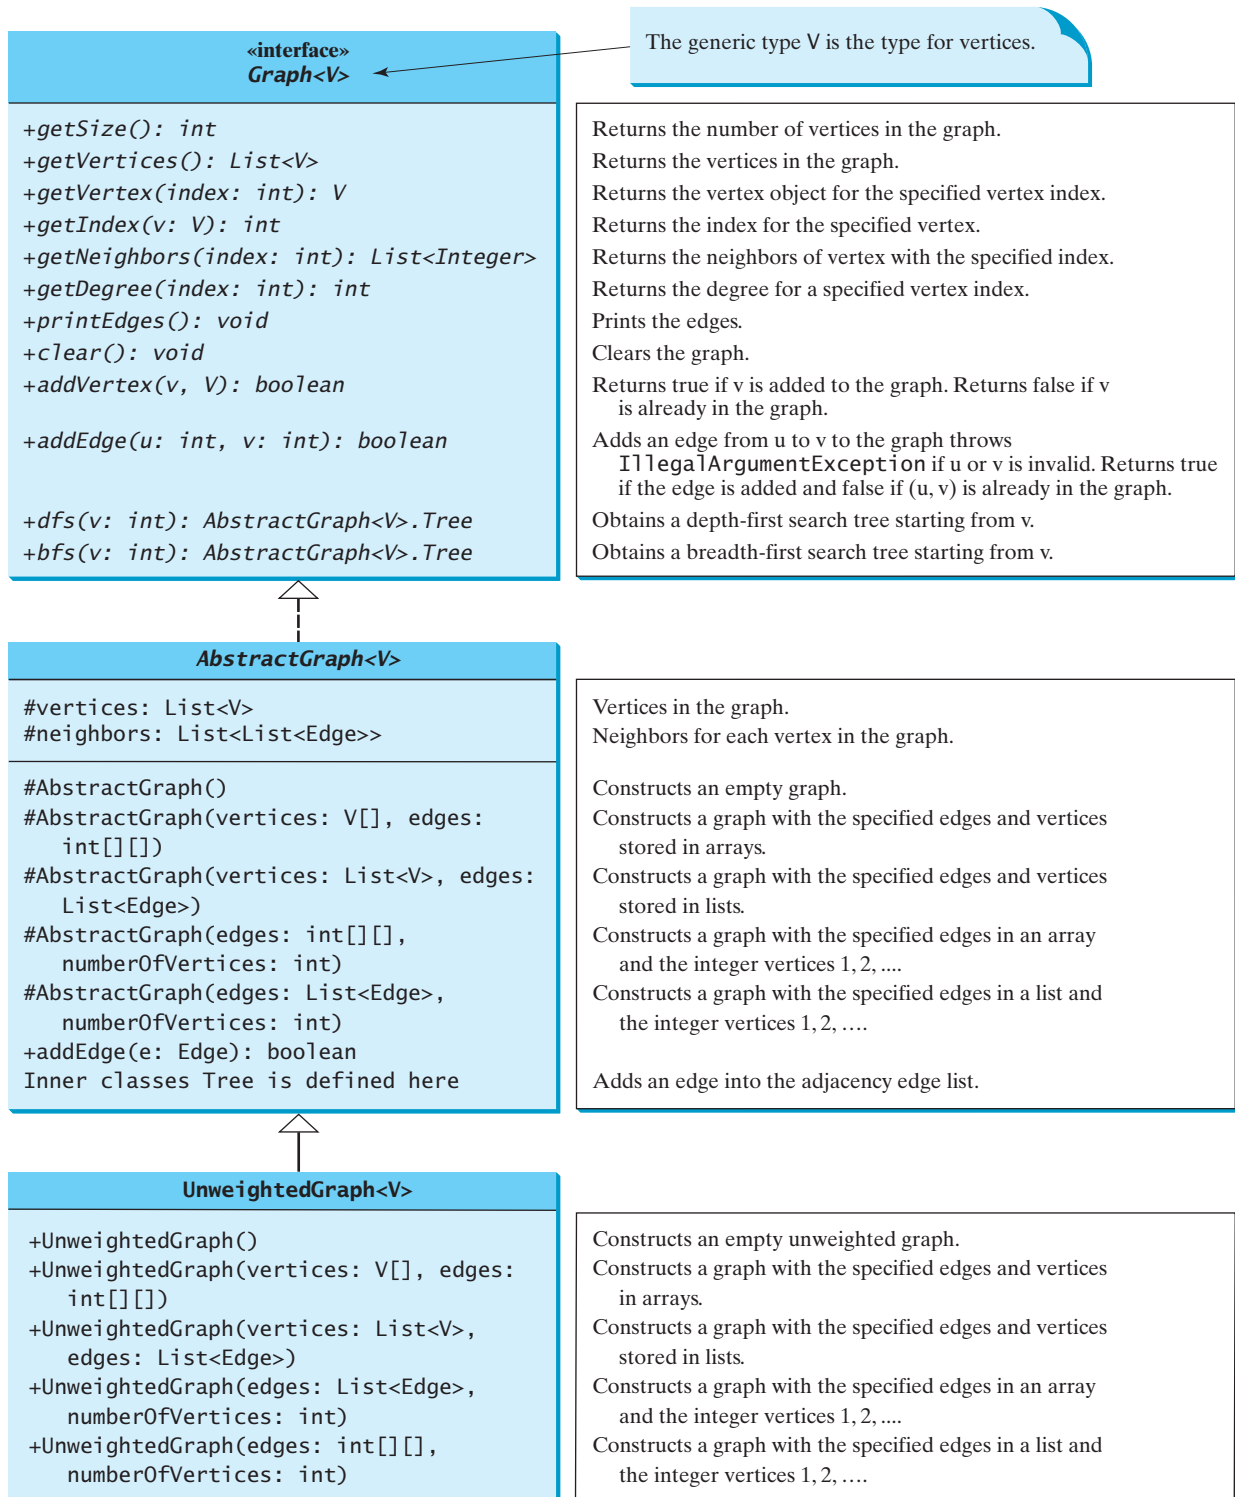 The generic type V is the type for vertices.
«interface»
Graph<V>
+getSize(): int
Returns the number of vertices in the graph.
+getVertices(): List<V>
Returns the vertices in the graph.
+getVertex(index: int): V
Returns the vertex object for the specified vertex index.
+getIndex(v: V): int
Returns the index for the specified vertex.
+getNeighbors(index: int): List<Integer>
Returns the neighbors of vertex with the specified index.
+getDegree(index: int): int
Returns the degree for a specified vertex index.
+printEdges(): void
Prints the edges.
+clear(): void
Clears the graph.
+addVertex(v, V): boolean
Returns true if v is added to the graph. Returns false if v
is already in the graph.
+addEdge(u: int, v: int): boolean
Adds an edge from u to v to the graph throws
IllegalArgumentException if u or v is invalid. Returns true
if the edge is added and false if (u, v) is already in the graph.
+dfs(v: int): AbstractGraph<V>.Tree
Obtains a depth-first search tree starting from v.
+bfs(v: int): AbstractGraph<V>.Tree
Obtains a breadth-first search tree starting from v.
AbstractGraph<V>
#vertices: List<V>
Vertices in the graph.
#neighbors: List<List<Edge>>
Neighbors for each vertex in the graph.
#AbstractGraph()
Constructs an empty graph.
#AbstractGraph(vertices: V[], edges:
int[][])
Constructs a graph with the specified edges and vertices
stored in arrays.
#AbstractGraph(vertices: List<V>, edges:
List<Edge>)
Constructs a graph with the specified edges and vertices
stored in lists.
#AbstractGraph(edges: int[][],
numberOfVertices: int)
Constructs a graph with the specified edges in an array
and the integer vertices 1, 2, ....
#AbstractGraph(edges: List<Edge>,
numberOfVertices: int)
Constructs a graph with the specified edges in a list and
the integer vertices 1, 2, ….
+addEdge(e: Edge): boolean
Inner classes Tree is defined here
Adds an edge into the adjacency edge list.
UnweightedGraph<V>
+UnweightedGraph()
Constructs an empty unweighted graph.
+UnweightedGraph(vertices: V[], edges:
int[][])
Constructs a graph with the specified edges and vertices
in arrays.
+UnweightedGraph(vertices: List<V>,
edges: List<Edge>)
Constructs a graph with the specified edges and vertices
stored in lists.
+UnweightedGraph(edges: List<Edge>,
numberOfVertices: int)
Constructs a graph with the specified edges in an array
and the integer vertices 1, 2, ....
+UnweightedGraph(edges: int[][],
numberOfVertices: int)
Constructs a graph with the specified edges in a list and
the integer vertices 1, 2, ….